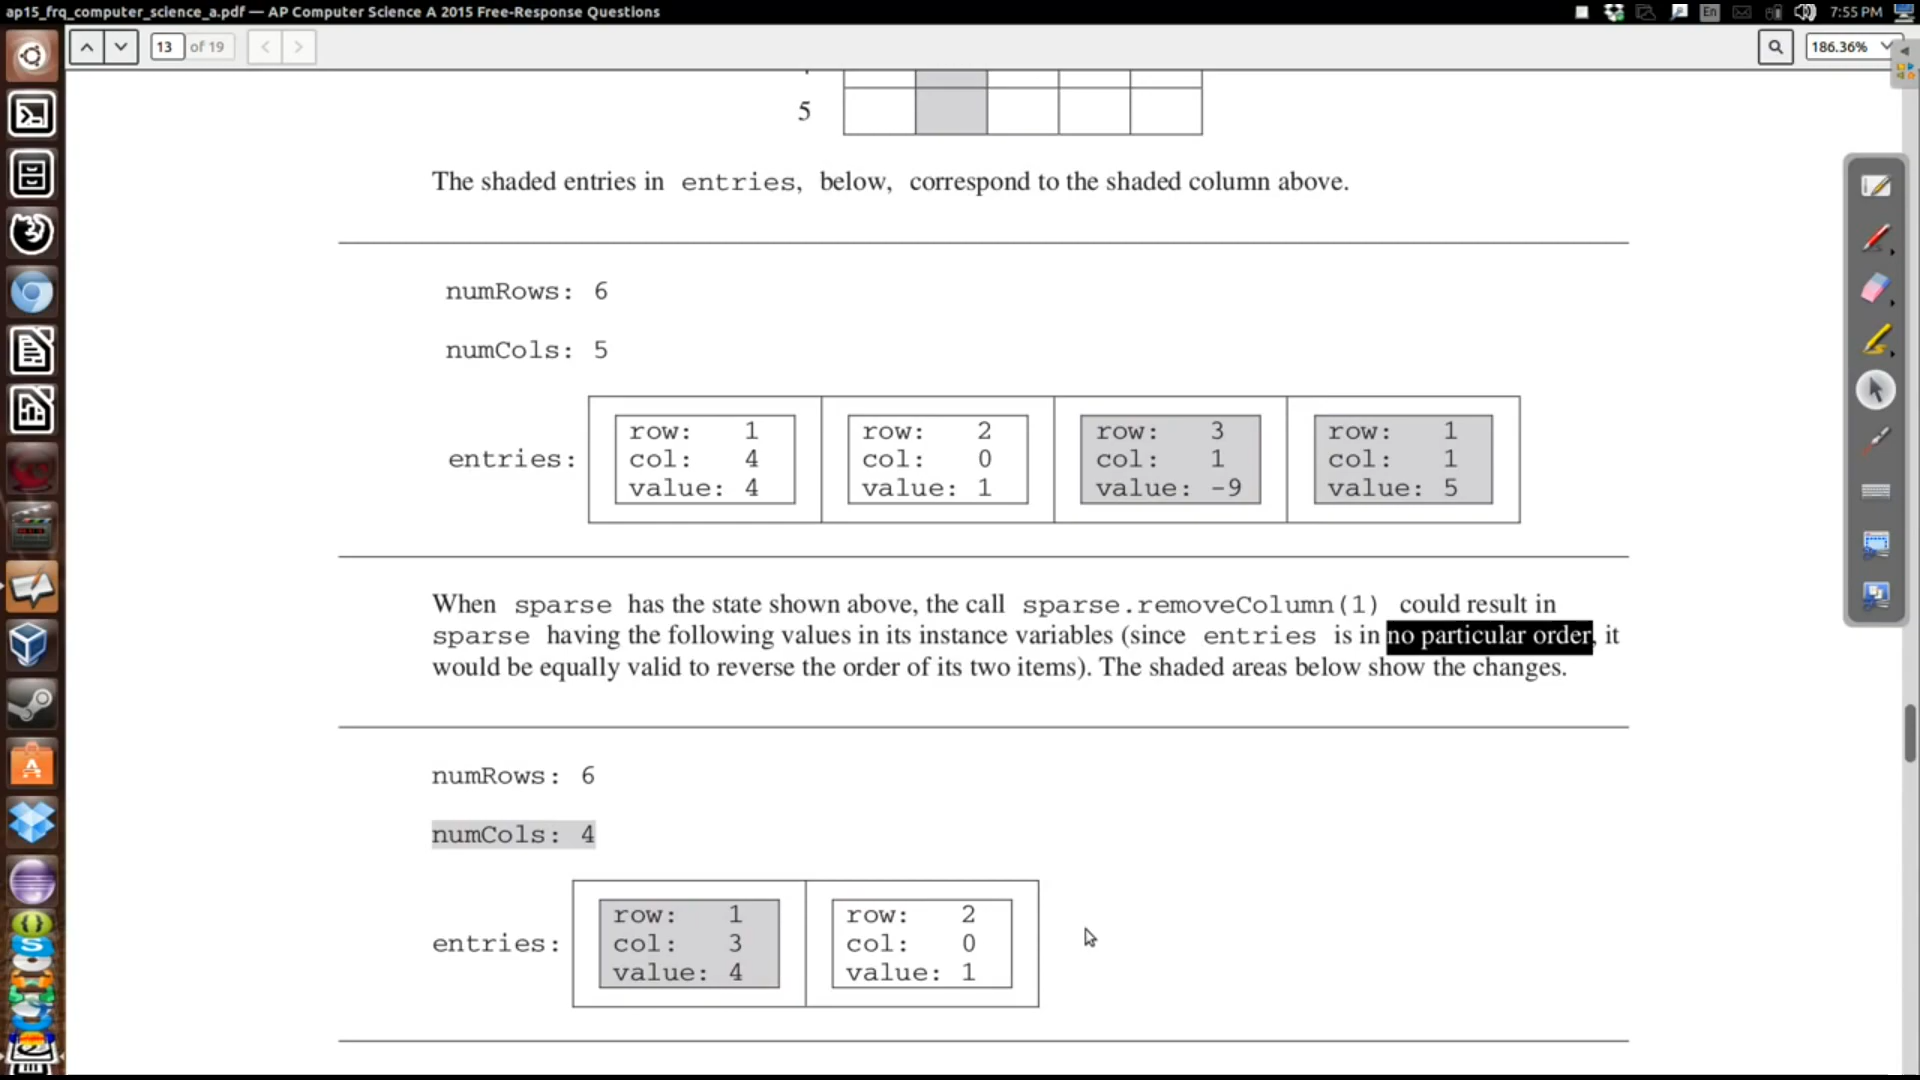 ap15_frq_computer_science_a.pdf — AP Computer Science A 2015 Free-Response Questions
En
7:55 PM
13 of 19
186.36%
5
The shaded entries in entries, below, correspond to the shaded column above.
numRows: 6
numCols: 5
entries:
row: 1
col: 4
value: 4
row: 2
col: 0
value: 1
row: 3
col: 1
value: -9
row: 1
col: 1
value: 5
When sparse has the state shown above, the call sparse.removeColumn(1) could result in
sparse having the following values in its instance variables (since entries is in no particular order, it
would be equally valid to reverse the order of its two items). The shaded areas below show the changes.
numRows: 6
numCols: 4
entries:
row: 1
col: 3
value: 4
row: 2
col: 0
value: 1